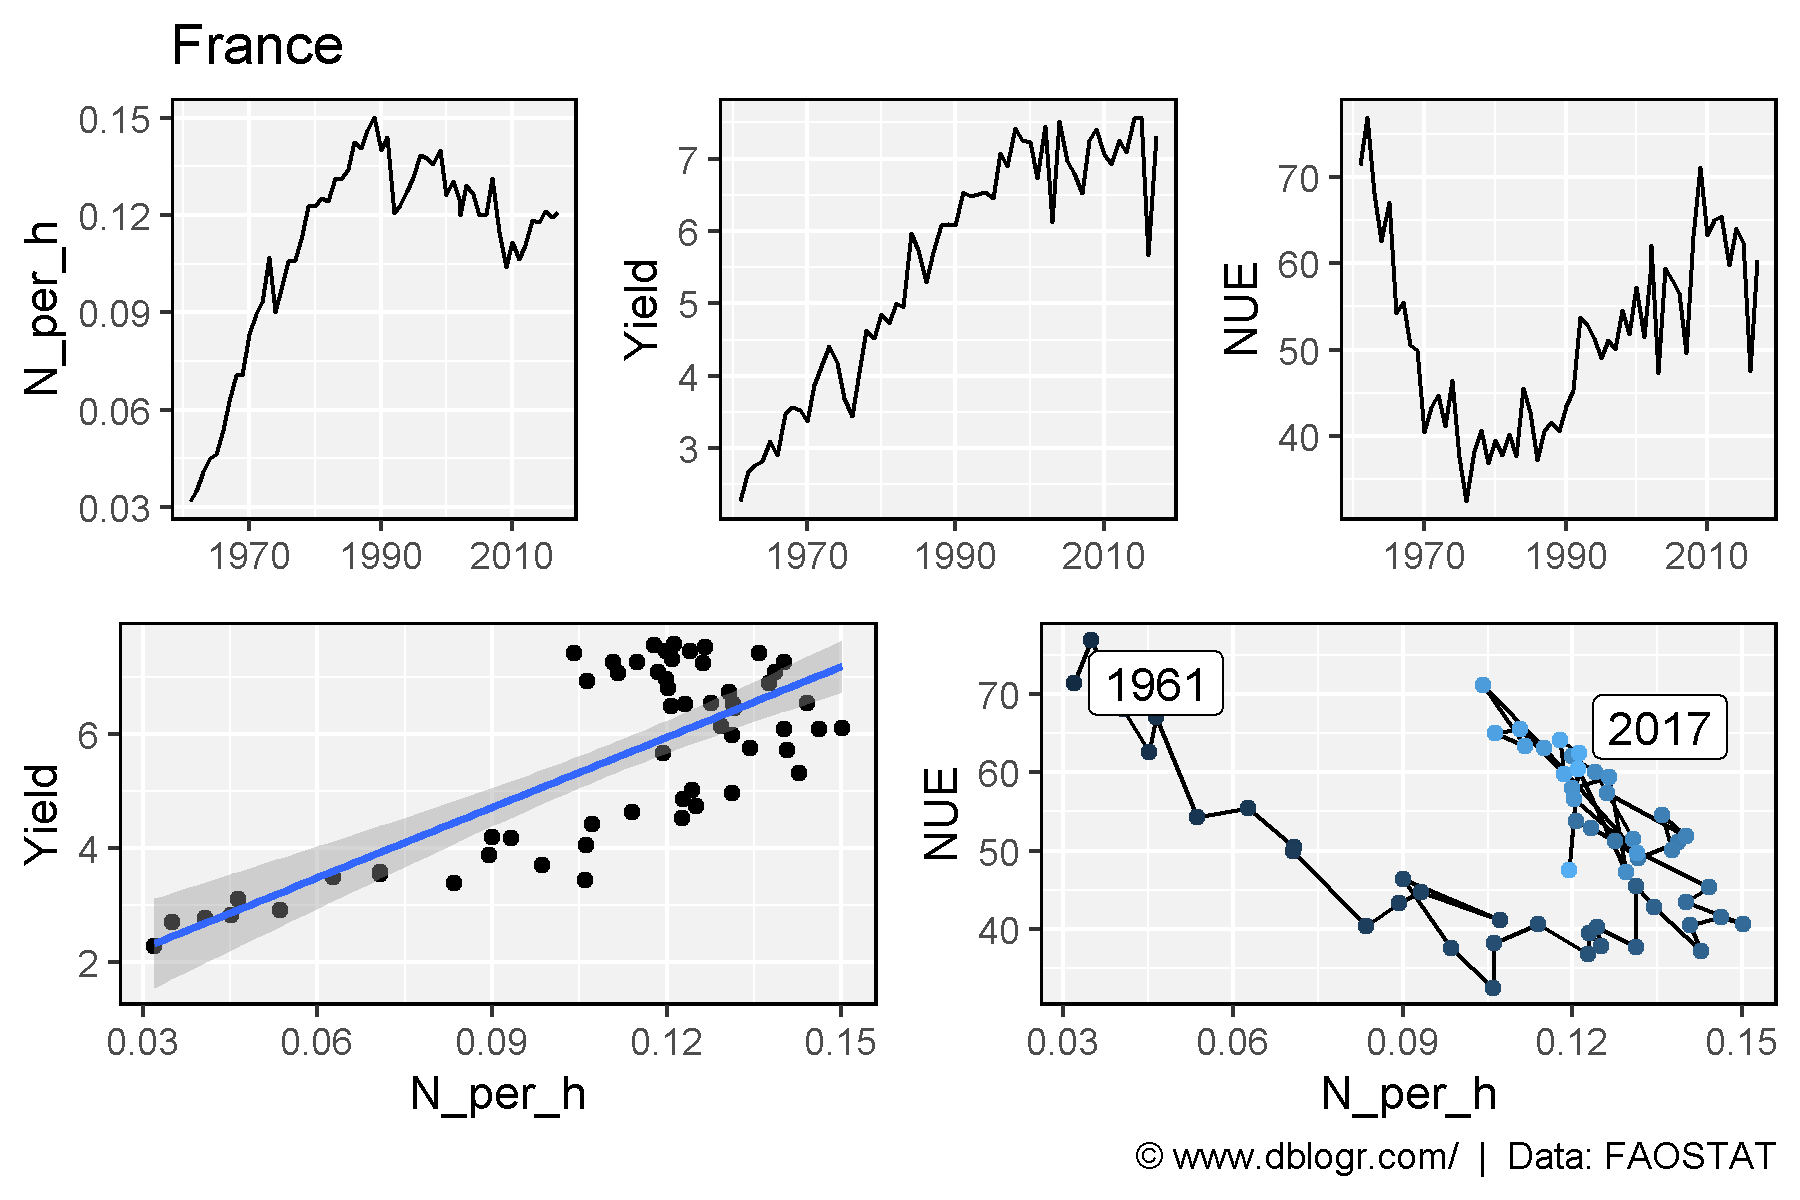 France
N_per_h
0.15
0.12
0.09
0.06
0.03
1970 1990 2010
Yield
7
6
5
4
3
1970 1990 2010
NUE
70
60
50
40
1970 1990 2010
Yield
6
4
2
0.03 0.06 0.09 0.12 0.15
N_per_h
NUE
70
60
50
40
1961
2017
0.03 0.06 0.09 0.12 0.15
N_per_h
© www.dblogr.com/ | Data: FAOSTAT